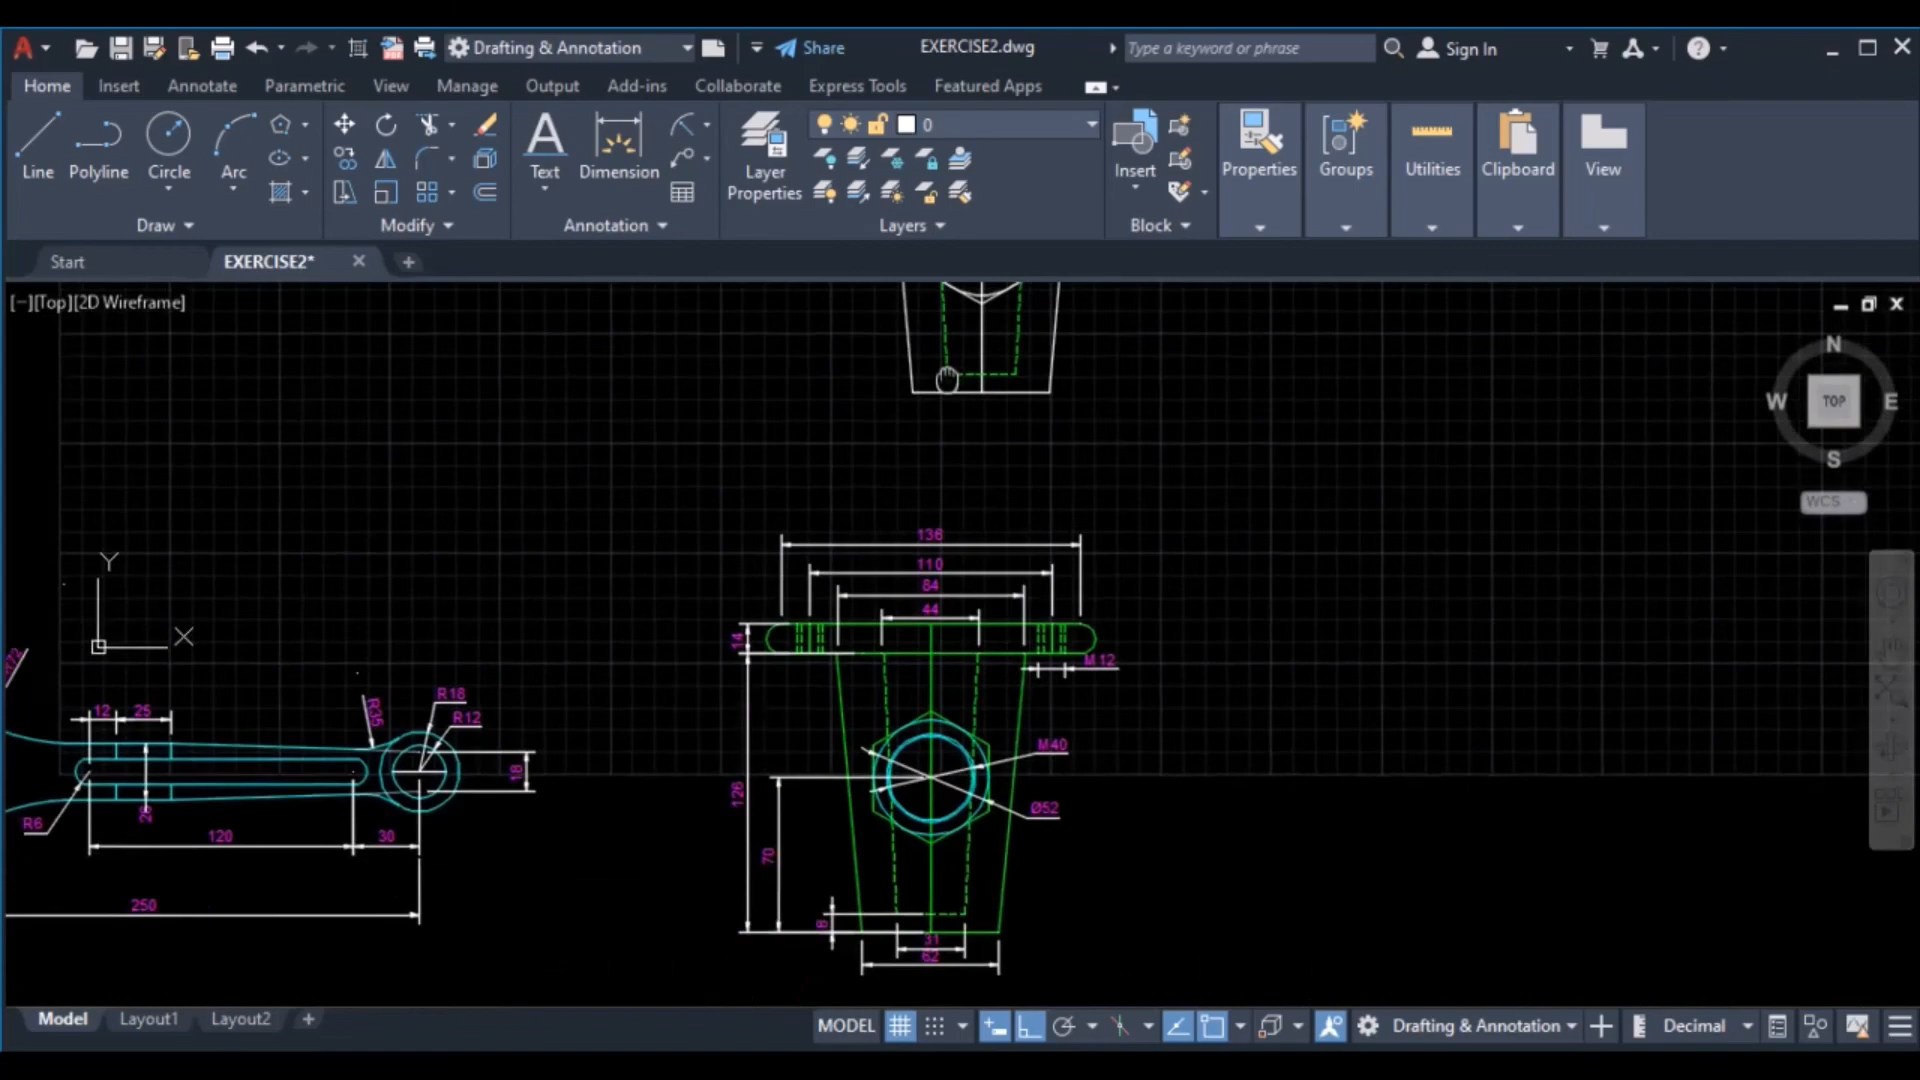 Drafting & Annotation
Share
EXERCISE2.dwg
Type a keyword or phrase
Sign In
Home Insert Annotate Parametric View Manage Output Add-ins Collaborate Express Tools Featured Apps
0
Line Polyline Circle Arc
Text Dimension
Layer Properties
Insert
Properties Groups Utilities Clipboard View
Draw Modify Annotation Layers Block
Start EXERCISE2*
[−][Top][2D Wireframe]
N
W TOP E
S
WCS
Y
X
136
110
84
44
14
M12
R172
12 25
R35
R18
R12
18
M40
Ø52
R6
26
120 30
250
126
70
8
31
62
Model Layout1 Layout2
MODEL
Drafting & Annotation
Decimal